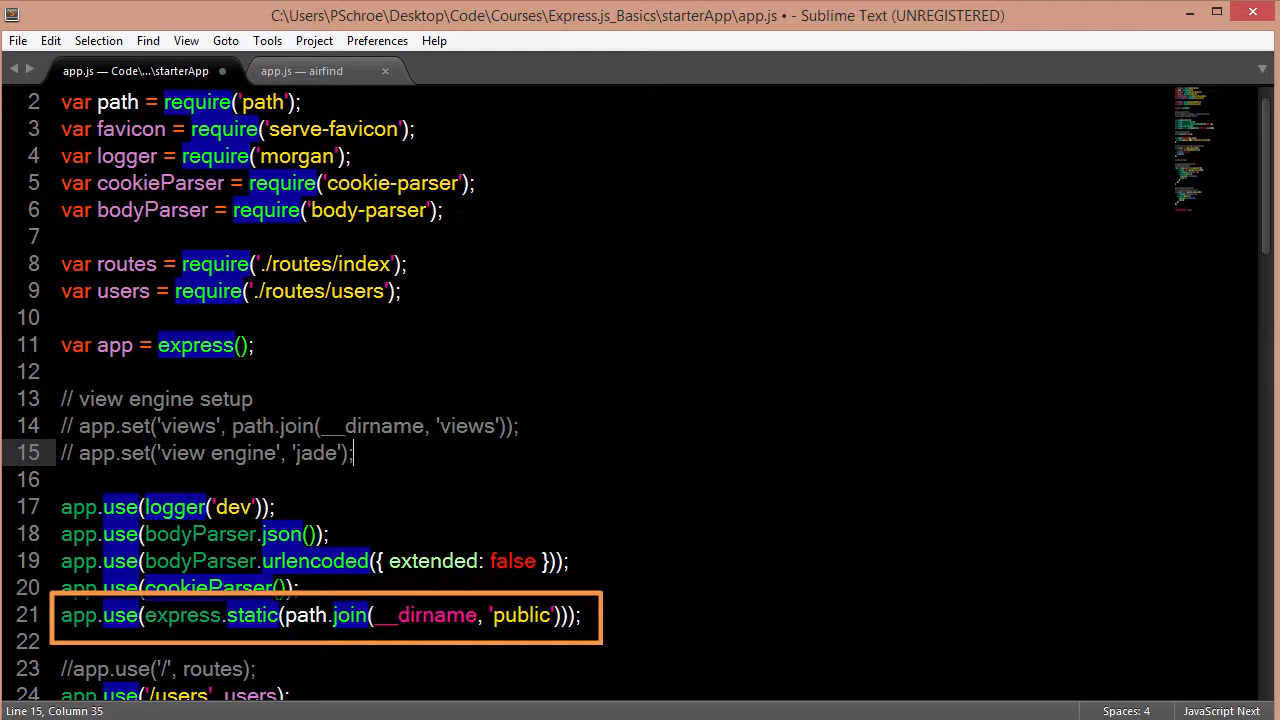 C:\Users\PSchroe\Desktop\Code\Courses\Express.js_Basics\starterApp\app.js • - Sublime Text (UNREGISTERED)
File Edit Selection Find View Goto Tools Project Preferences Help
app.js — Code\...\starterApp app.js — airfind
2 var path = require('path');
3 var favicon = require('serve-favicon');
4 var logger = require('morgan');
5 var cookieParser = require('cookie-parser');
6 var bodyParser = require('body-parser');
7
8 var routes = require('./routes/index');
9 var users = require('./routes/users');
10
11 var app = express();
12
13 // view engine setup
14 // app.set('views', path.join(__dirname, 'views'));
15 // app.set('view engine', 'jade');
16
17 app.use(logger('dev'));
18 app.use(bodyParser.json());
19 app.use(bodyParser.urlencoded({ extended: false }));
20 app.use(cookieParser());
21 app.use(express.static(path.join(__dirname, 'public')));
22
23 //app.use('/', routes);
24 app.use('/users', users);
Line 15, Column 35 Spaces: 4 JavaScript Next